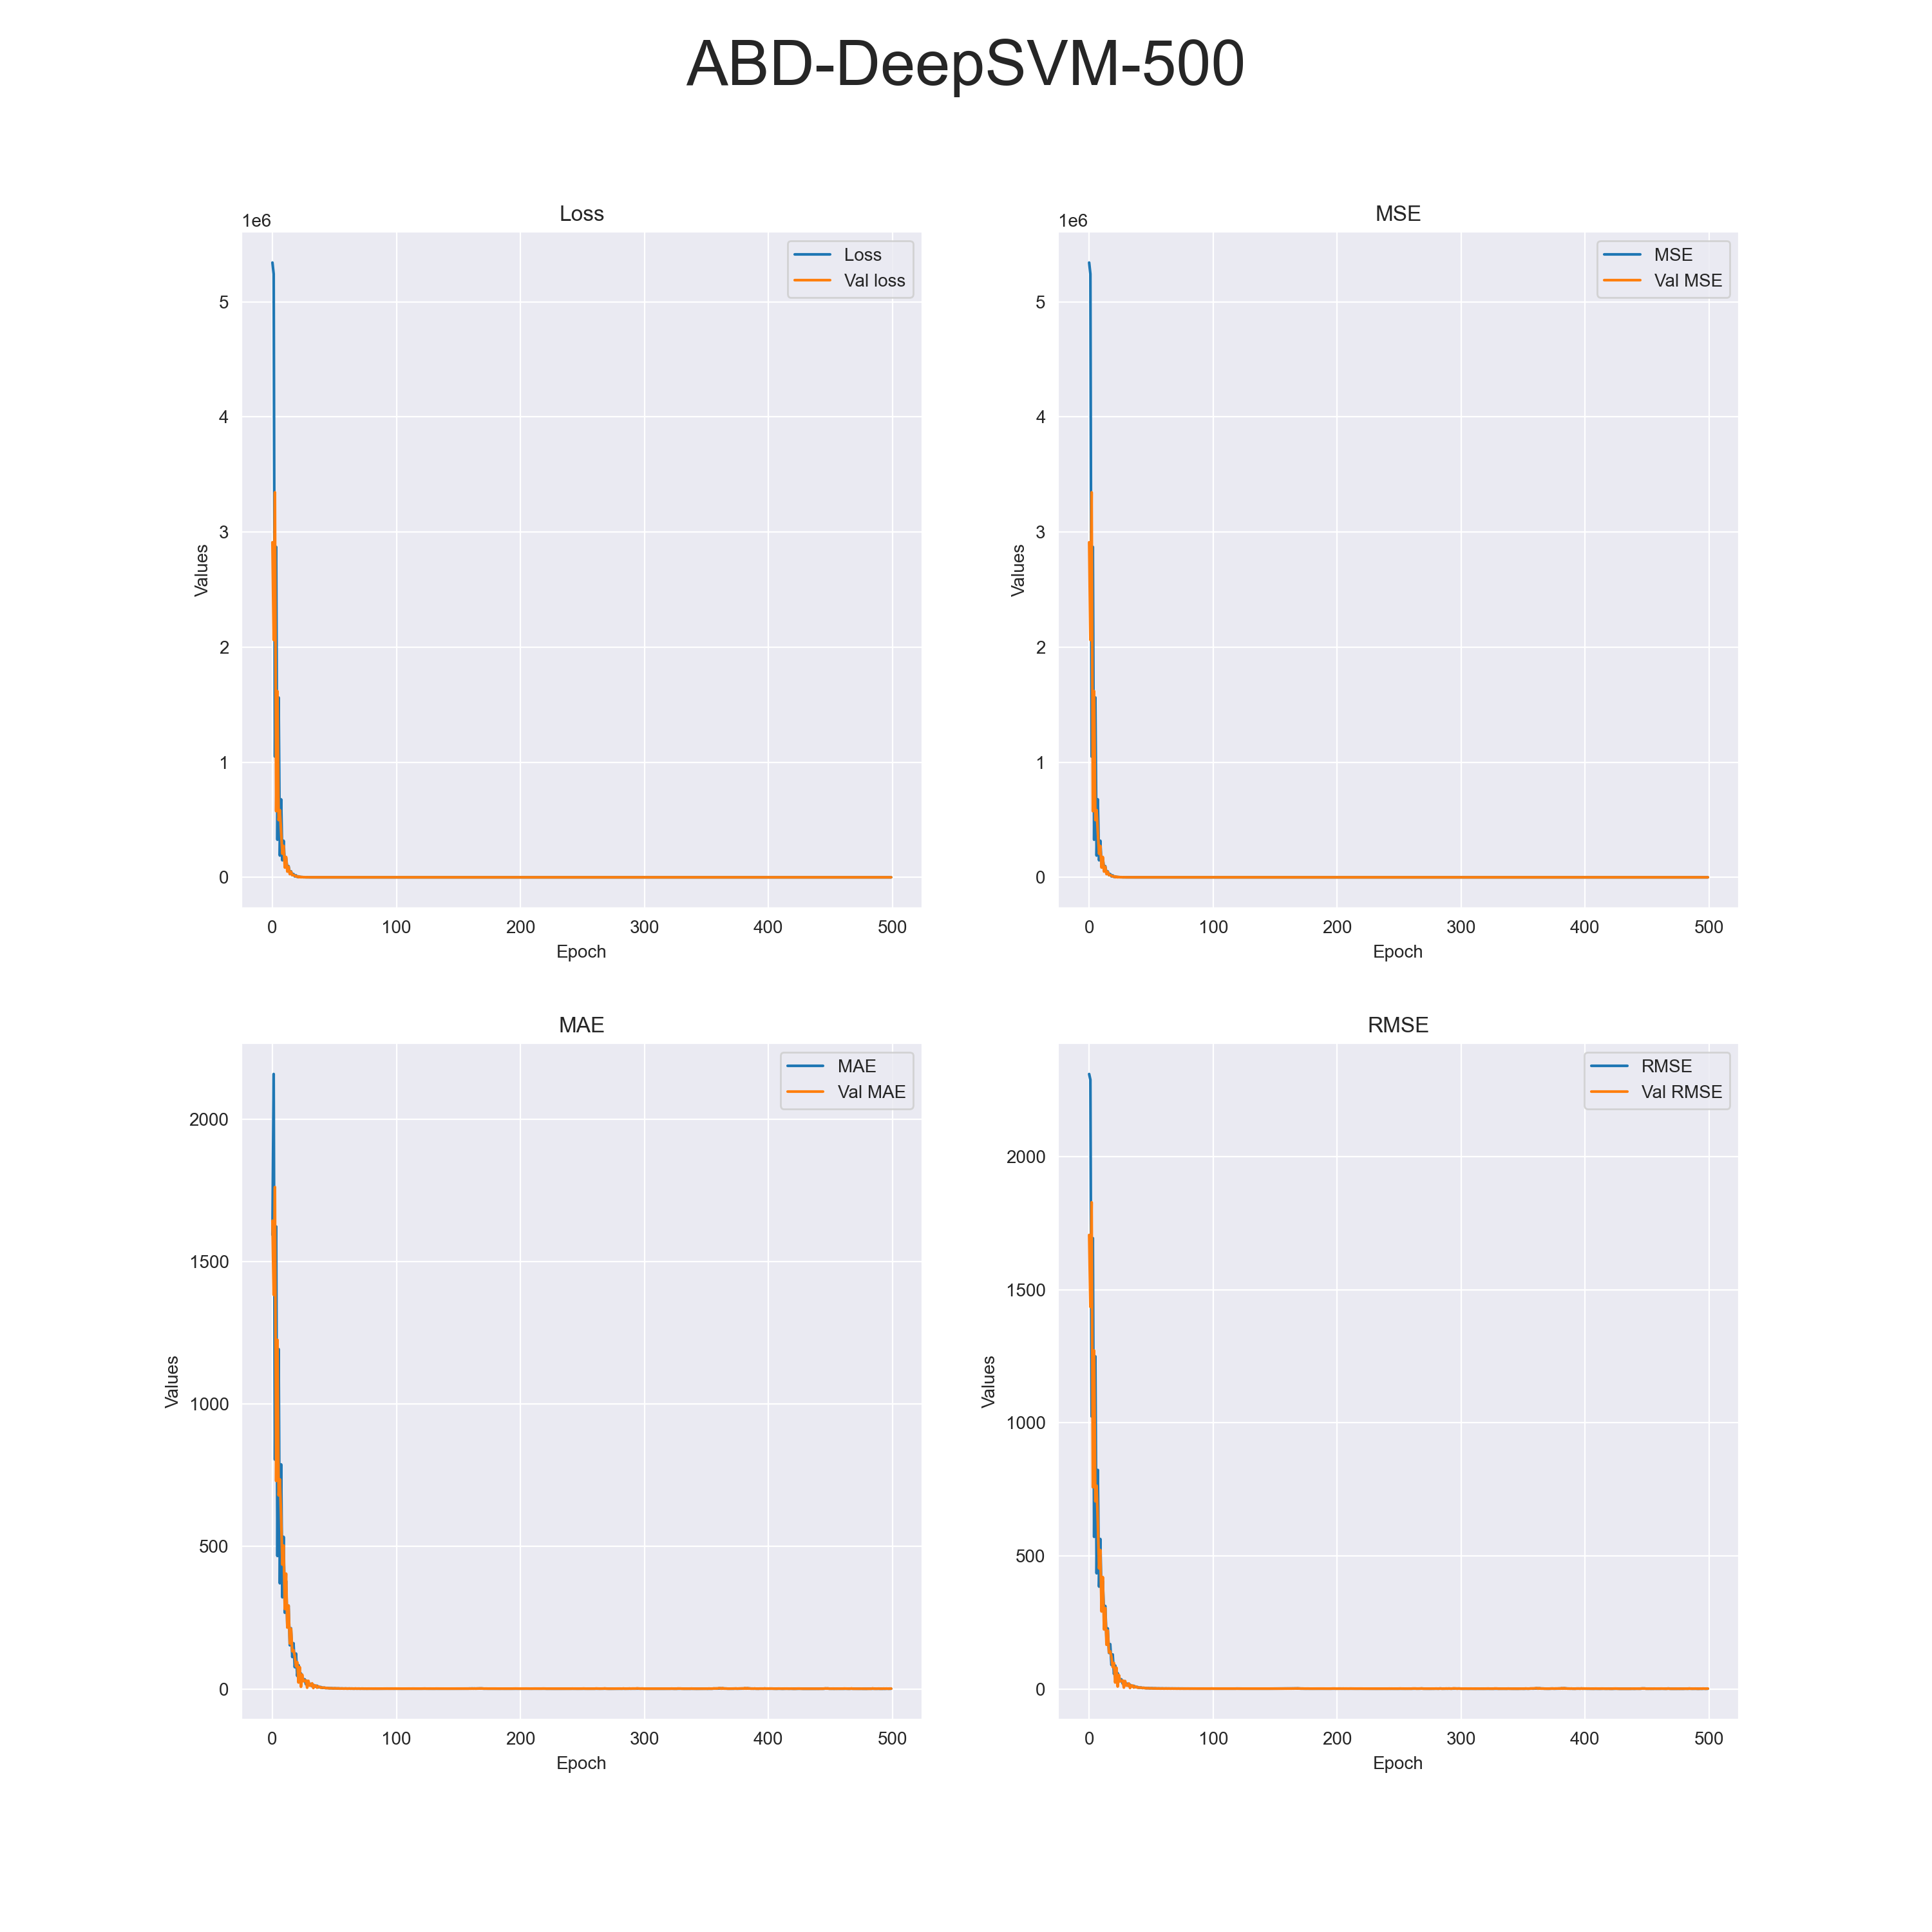 ABD-DeepSVM-500
Loss
1e6
Loss
Val loss
5
4
3
2
1
0
Values
0 100 200 300 400 500
Epoch
MSE
1e6
MSE
Val MSE
5
4
3
2
1
0
Values
0 100 200 300 400 500
Epoch
MAE
MAE
Val MAE
2000
1500
1000
500
0
Values
0 100 200 300 400 500
Epoch
RMSE
RMSE
Val RMSE
2000
1500
1000
500
0
Values
0 100 200 300 400 500
Epoch